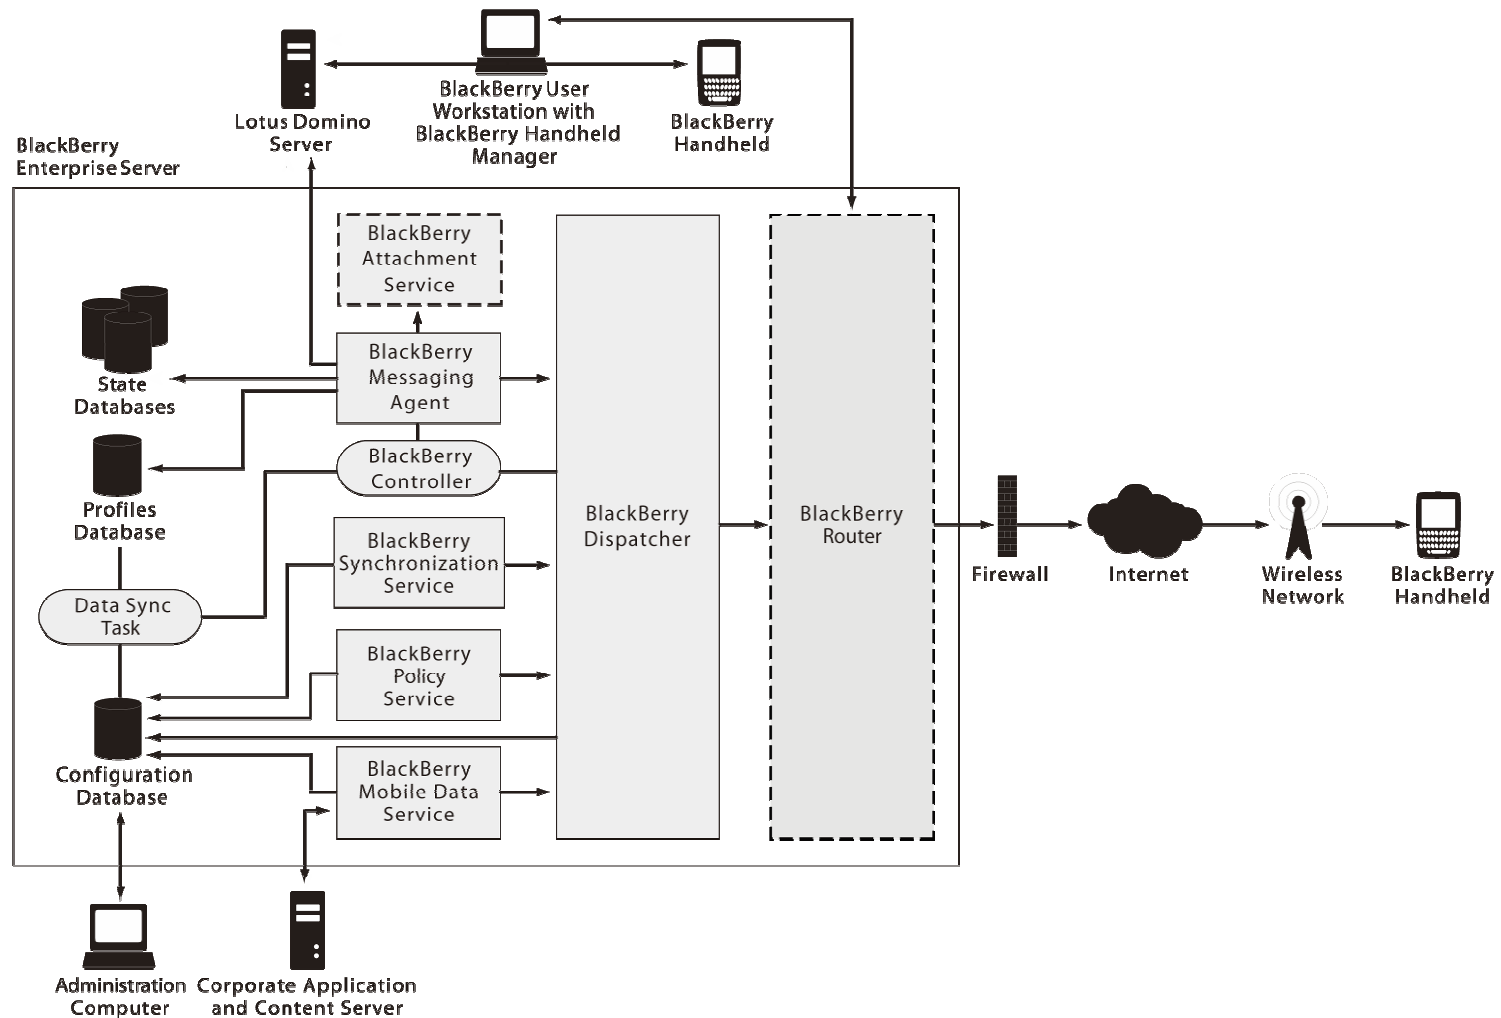 BlackBerry User
Workstation with
BlackBerry Handheld
Manager
Lotus Domino
Server
BlackBerry
Handheld
BlackBerry
Enterprise Server
BlackBerry
Attachment
Service
BlackBerry
Messaging
Agent
State
Databases
BlackBerry
Controller
Profiles
Database
BlackBerry
Synchronization
Service
BlackBerry
Dispatcher
BlackBerry
Router
Firewall
Internet
Wireless
Network
BlackBerry
Handheld
Data Sync
Task
BlackBerry
Policy
Service
Configuration
Database
BlackBerry
Mobile Data
Service
Administration
Computer
Corporate Application
and Content Server